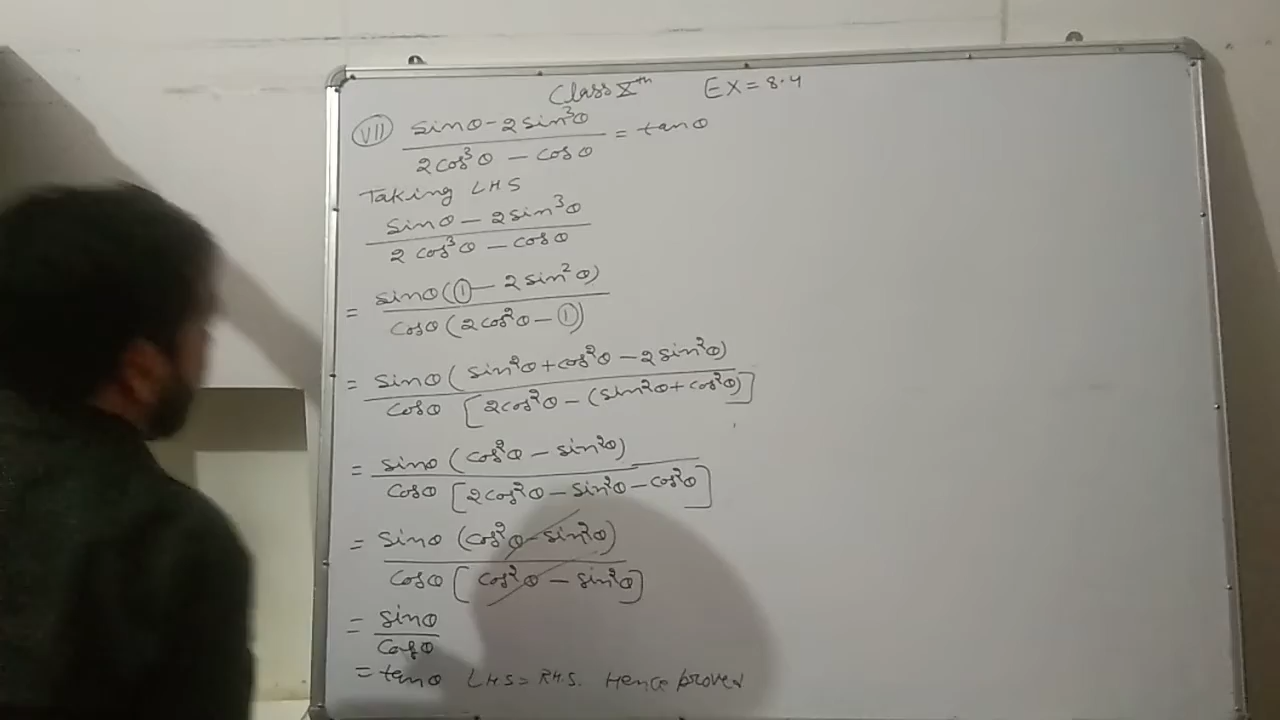 Class Xth EX = 8.4
(VII) sinθ - 2sin³θ / 2cos³θ - cosθ = tanθ
Taking LHS
sinθ - 2sin³θ / 2cos³θ - cosθ
= sinθ(1 - 2sin²θ) / cosθ(2cos²θ - 1)
= sinθ(sin²θ + cos²θ - 2sin²θ) / cosθ[2cos²θ - (sin²θ + cos²θ)]
= sinθ(cos²θ - sin²θ) / cosθ[2cos²θ - sin²θ - cos²θ]
= sinθ(cos²θ - sin²θ) / cosθ[cos²θ - sin²θ]
= sinθ / cosθ
= tanθ LHS = RHS. Hence proved